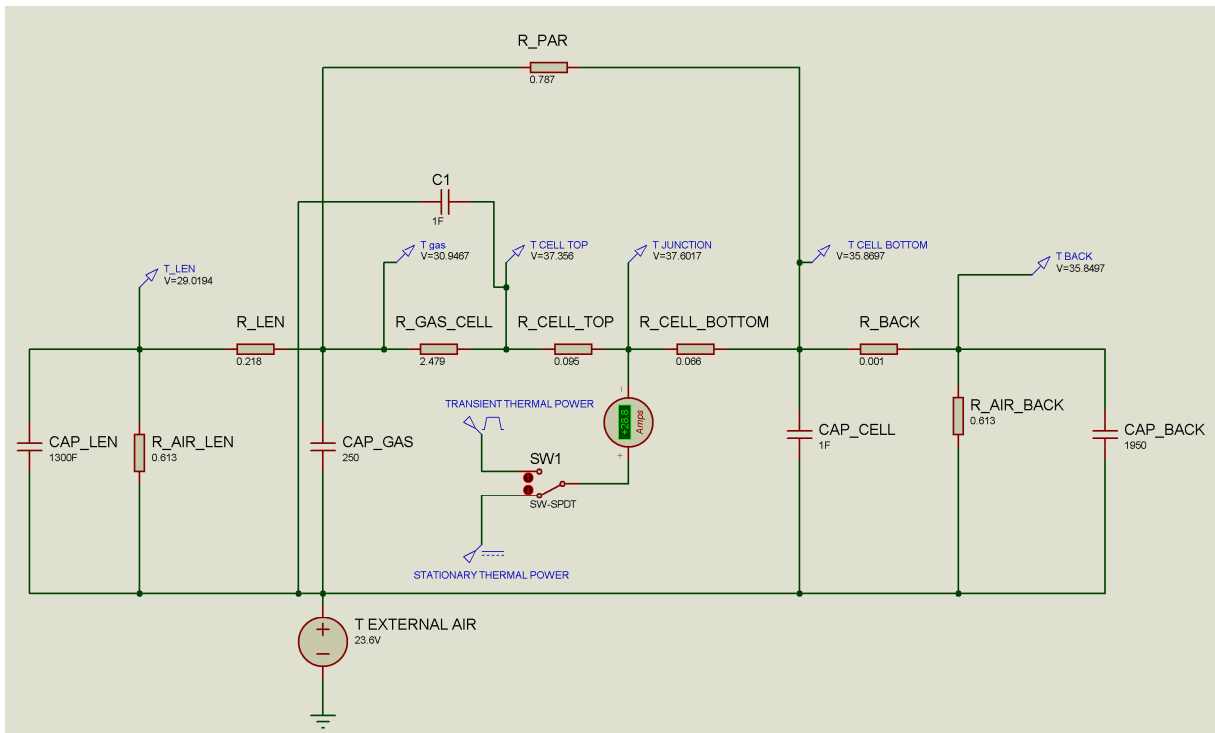 R_PAR
0.787
C1
1F
T gas
V=30.9467
T CELL TOP
V=37.356
T JUNCTION
V=37.6017
T CELL BOTTOM
V=35.8697
T BACK
V=35.8497
T_LEN
V=29.0194
R_LEN
0.218
R_GAS_CELL
2.479
R_CELL_TOP
0.095
R_CELL_BOTTOM
0.066
R_BACK
0.001
CAP_LEN
1300F
R_AIR_LEN
0.613
CAP_GAS
250
TRANSIENT THERMAL POWER
+28.8
Amps
SW1
SW-SPDT
STATIONARY THERMAL POWER
CAP_CELL
1F
R_AIR_BACK
0.613
CAP_BACK
1950
T EXTERNAL AIR
23.6V